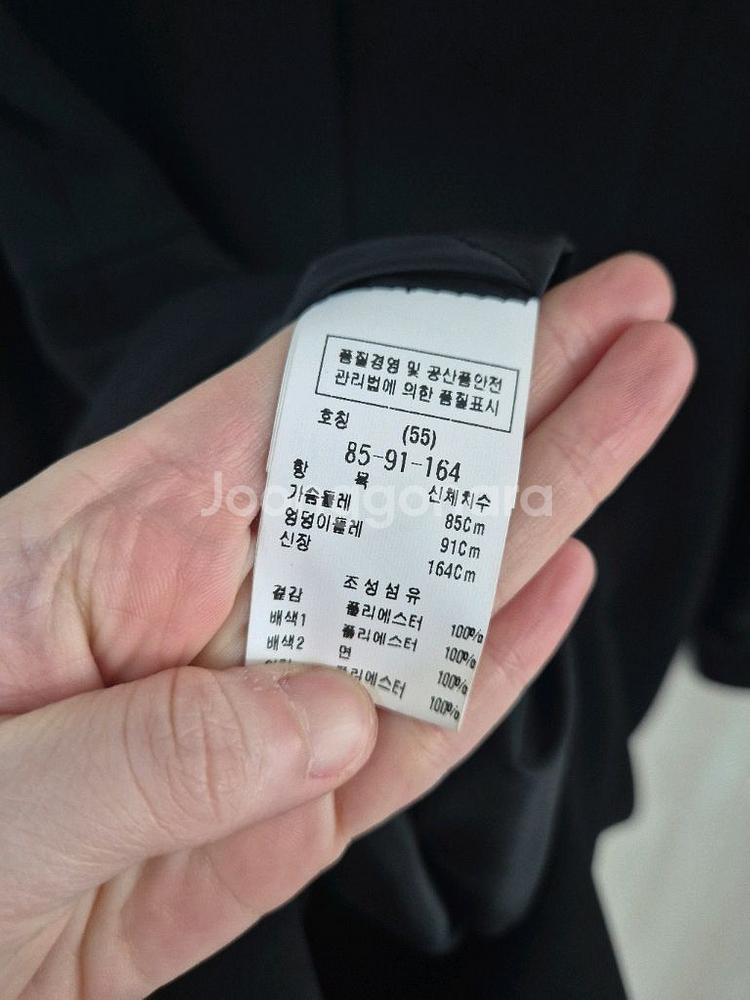 품질경영 및 공산품안전
관리법에 의한 품질표시
호칭 (55)
85-91-164
항 목 신체치수
가슴둘레 85Cm
엉덩이둘레 91Cm
신장 164Cm
조성섬유
겉감 폴리에스터 100%
배색1 폴리에스터 100%
배색2 면 100%
폴리에스터 100%
Joonggonara